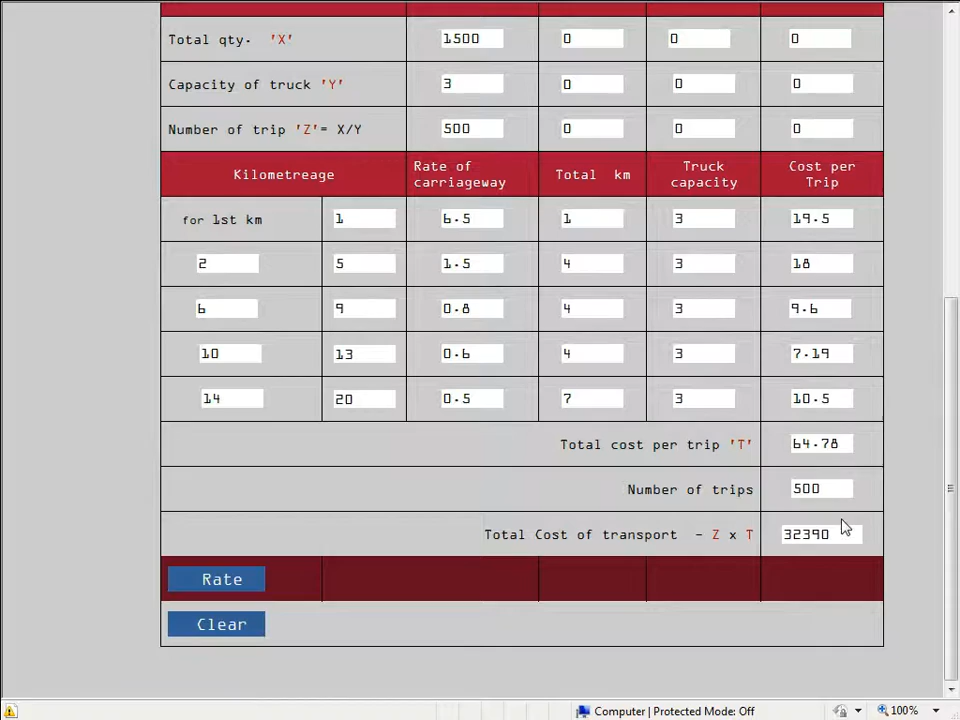 Total qty. 'X' 1500 0 0 0
Capacity of truck 'Y' 3 0 0 0
Number of trip 'Z'= X/Y 500 0 0 0
Kilometreage Rate of carriageway Total km Truck capacity Cost per Trip
for 1st km 1 6.5 1 3 19.5
2 5 1.5 4 3 18
6 9 0.8 4 3 9.6
10 13 0.6 4 3 7.19
14 20 0.5 7 3 10.5
Total cost per trip 'T' 64.78
Number of trips 500
Total Cost of transport - Z x T 32390
Rate
Clear
Computer | Protected Mode: Off 100%